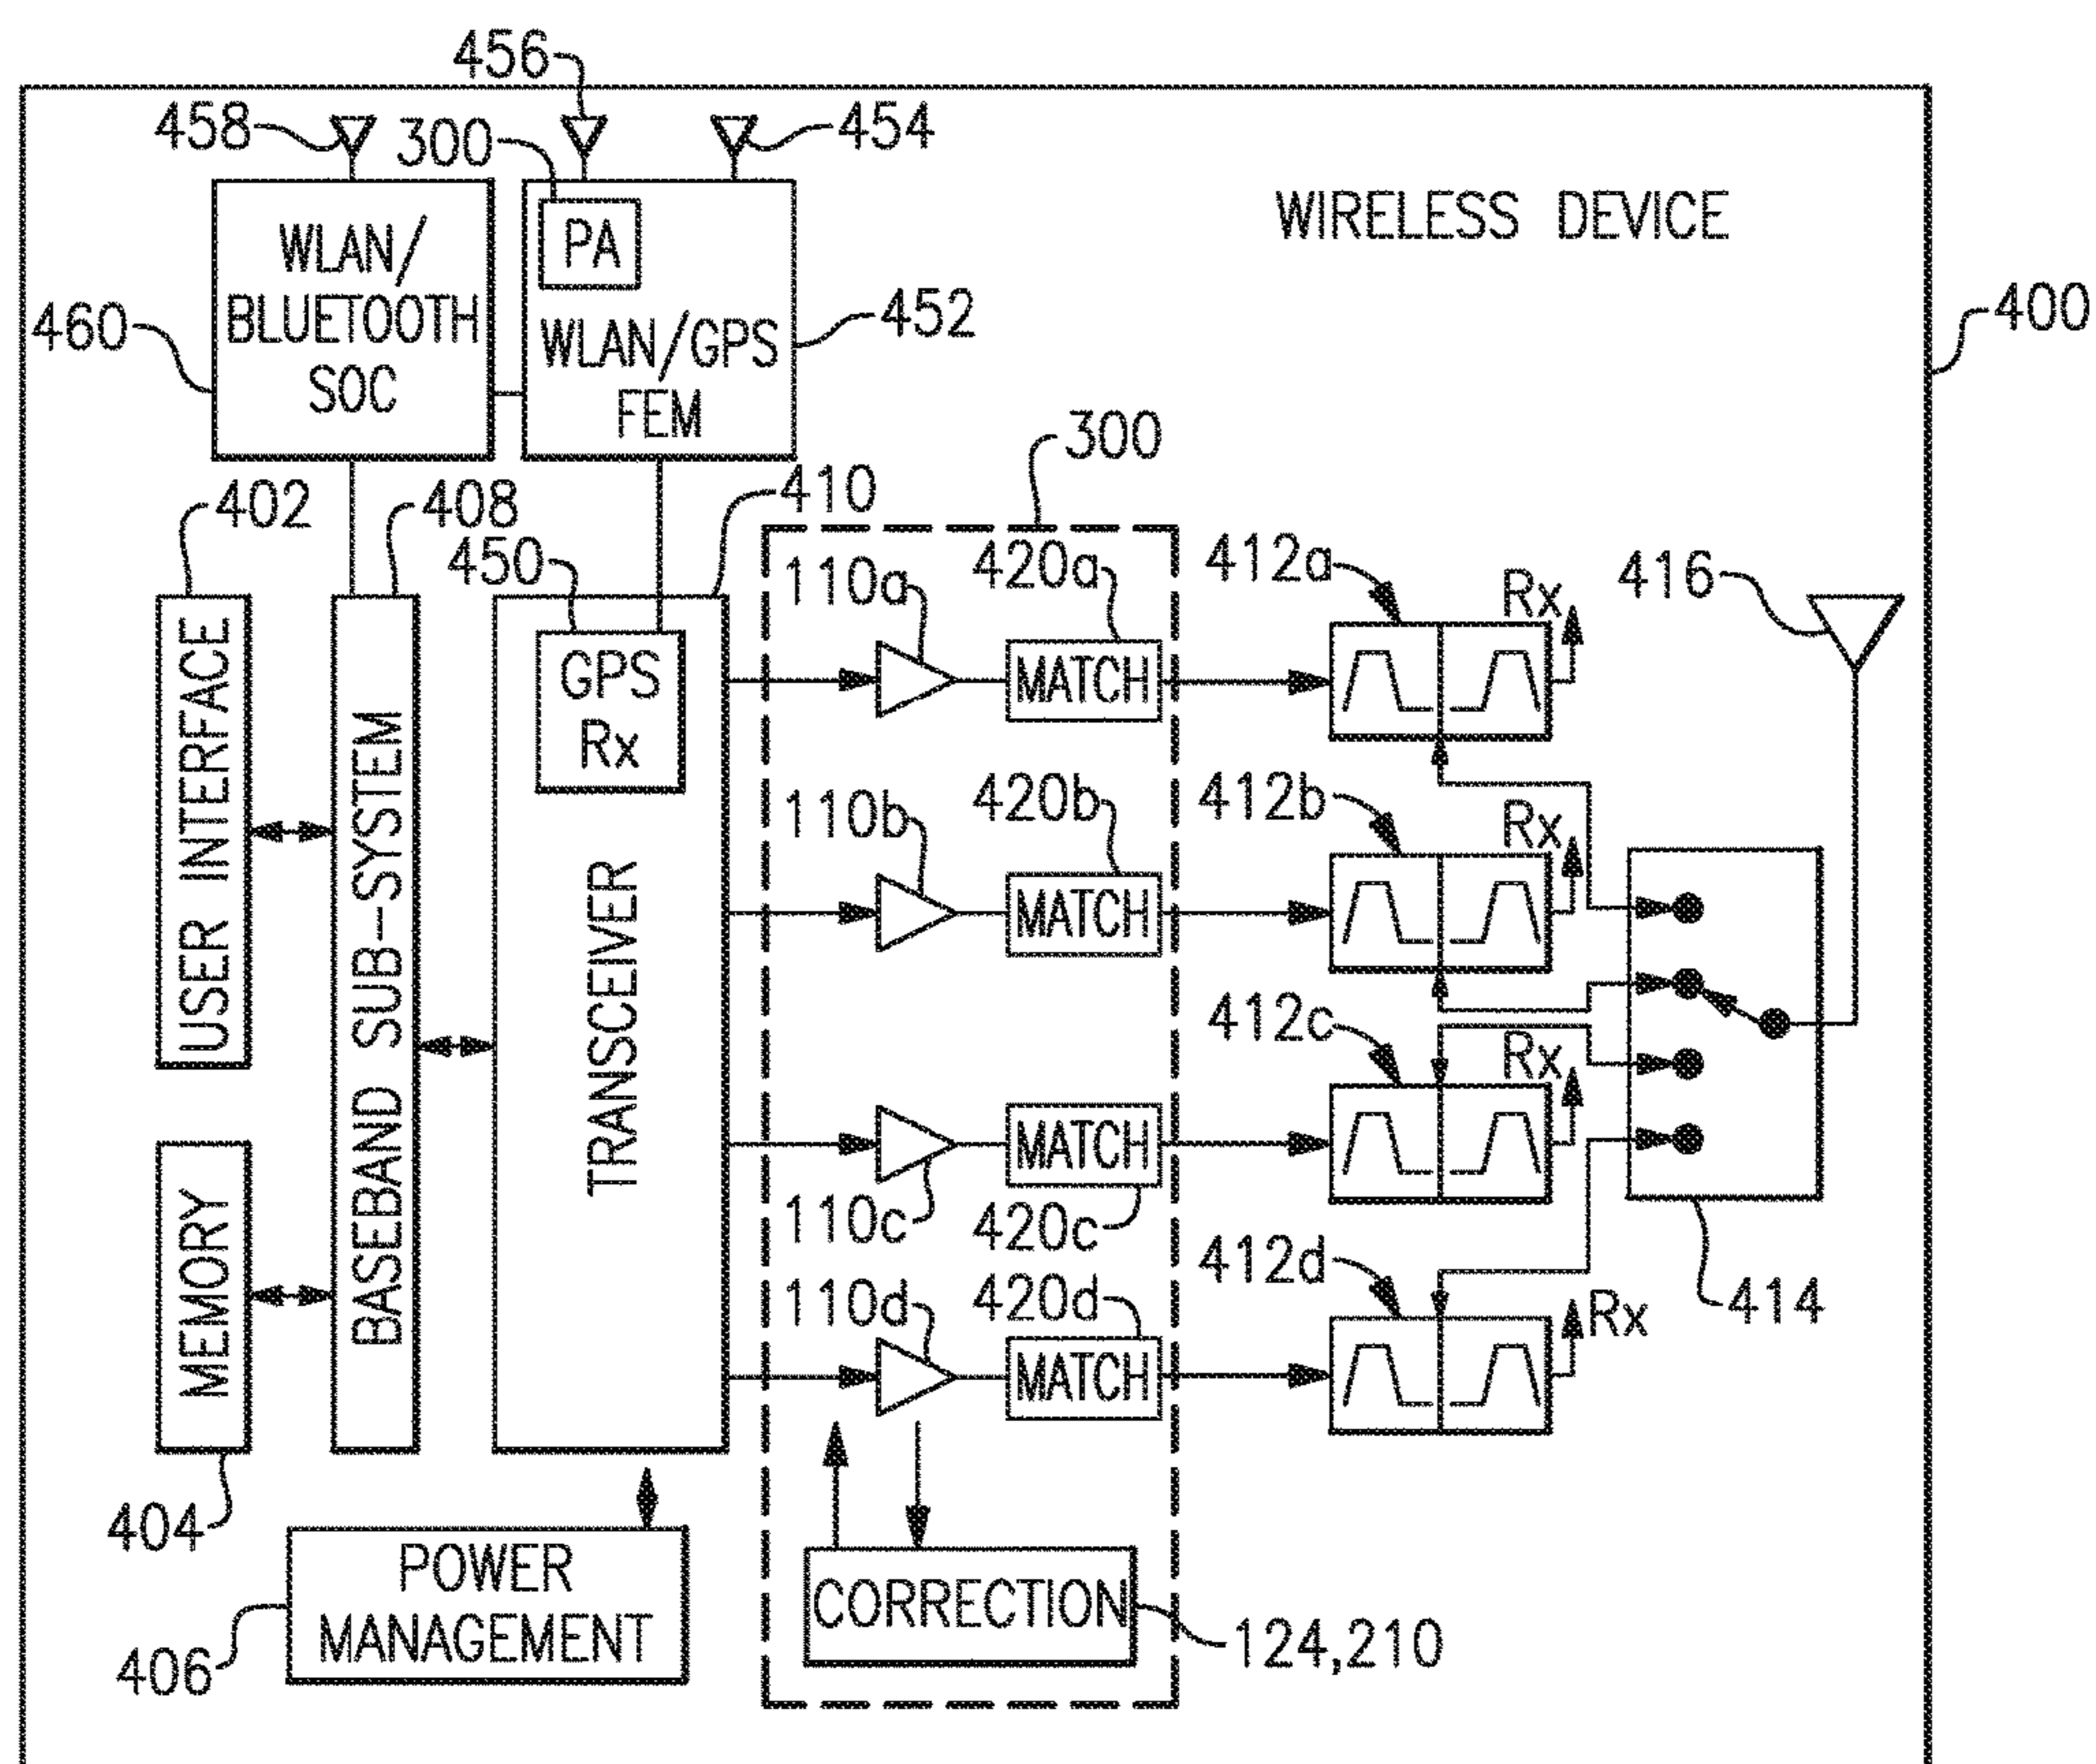 456
458
300
454
WIRELESS DEVICE
PA
WLAN/
BLUETOOTH
SOC
WLAN/GPS
FEM
460
452
400
300
402
408
410
450
110a
420a
412a
Rx
416
GPS
Rx
MATCH
USER INTERFACE
BASEBAND SUB-SYSTEM
TRANSCEIVER
110b
420b
412b
Rx
MATCH
412c
Rx
MATCH
110c
420c
MEMORY
412d
414
110d
420d
Rx
MATCH
404
POWER
MANAGEMENT
406
CORRECTION
124,210